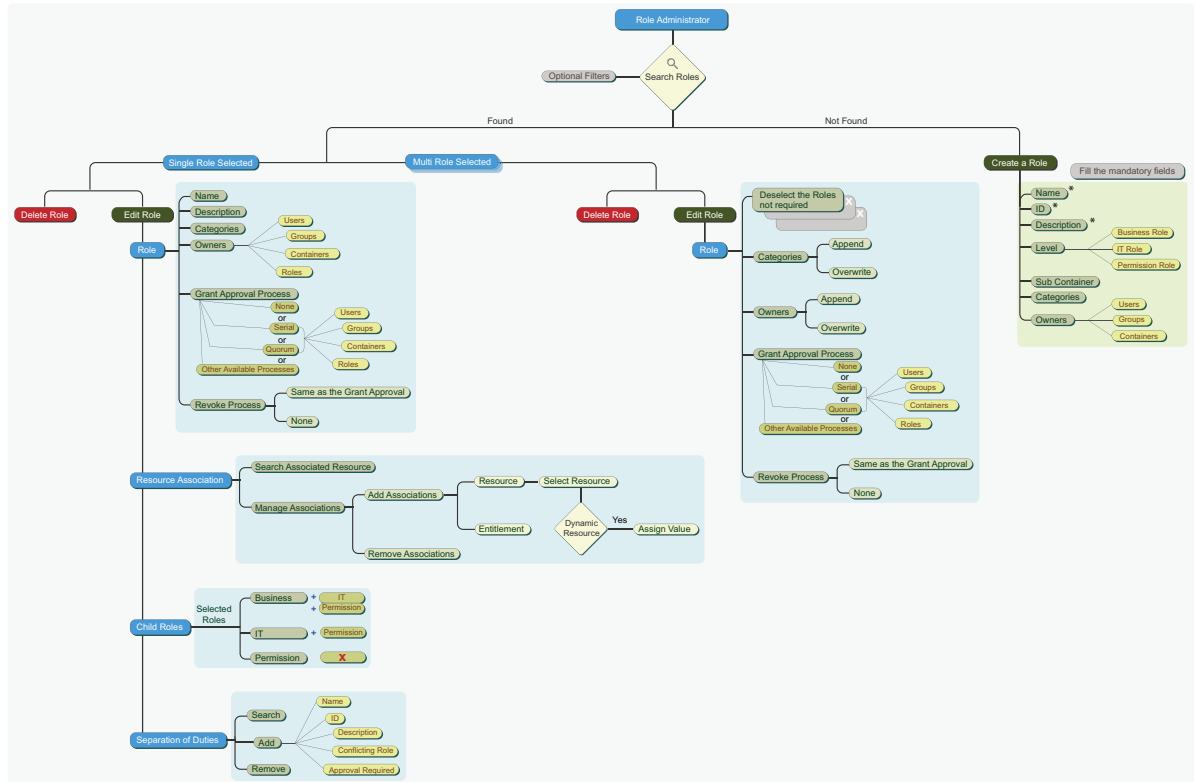 Role Administrator
Search Roles
Optional Filters
Found
Not Found
Single Role Selected
Multi Role Selected
Create a Role
Fill the mandatory fields
Delete Role
Edit Role
Role
Name
Description
Categories
Owners
Users
Groups
Containers
Roles
Grant Approval Process
None
or
Serial
or
Quorum
or
Other Available Processes
Users
Groups
Containers
Roles
Revoke Process
Same as the Grant Approval
None
Resource Association
Search Associated Resource
Manage Associations
Add Associations
Remove Associations
Resource
Select Resource
Entitlement
Dynamic
Resource
Yes
Assign Value
Child Roles
Selected
Roles
Business + IT
+ Permission
IT + Permission
Permission X
Separation of Duties
Search
Add
Remove
Name
ID
Description
Conflicting Role
Approval Required
Delete Role
Edit Role
Role
Deselect the Roles
not required
X
X
Categories
Append
Overwrite
Owners
Append
Overwrite
Grant Approval Process
None
or
Serial
or
Quorum
or
Other Available Processes
Users
Groups
Containers
Roles
Revoke Process
Same as the Grant Approval
None
Name *
ID *
Description *
Level
Business Role
IT Role
Permission Role
Sub Container
Categories
Owners
Users
Groups
Containers